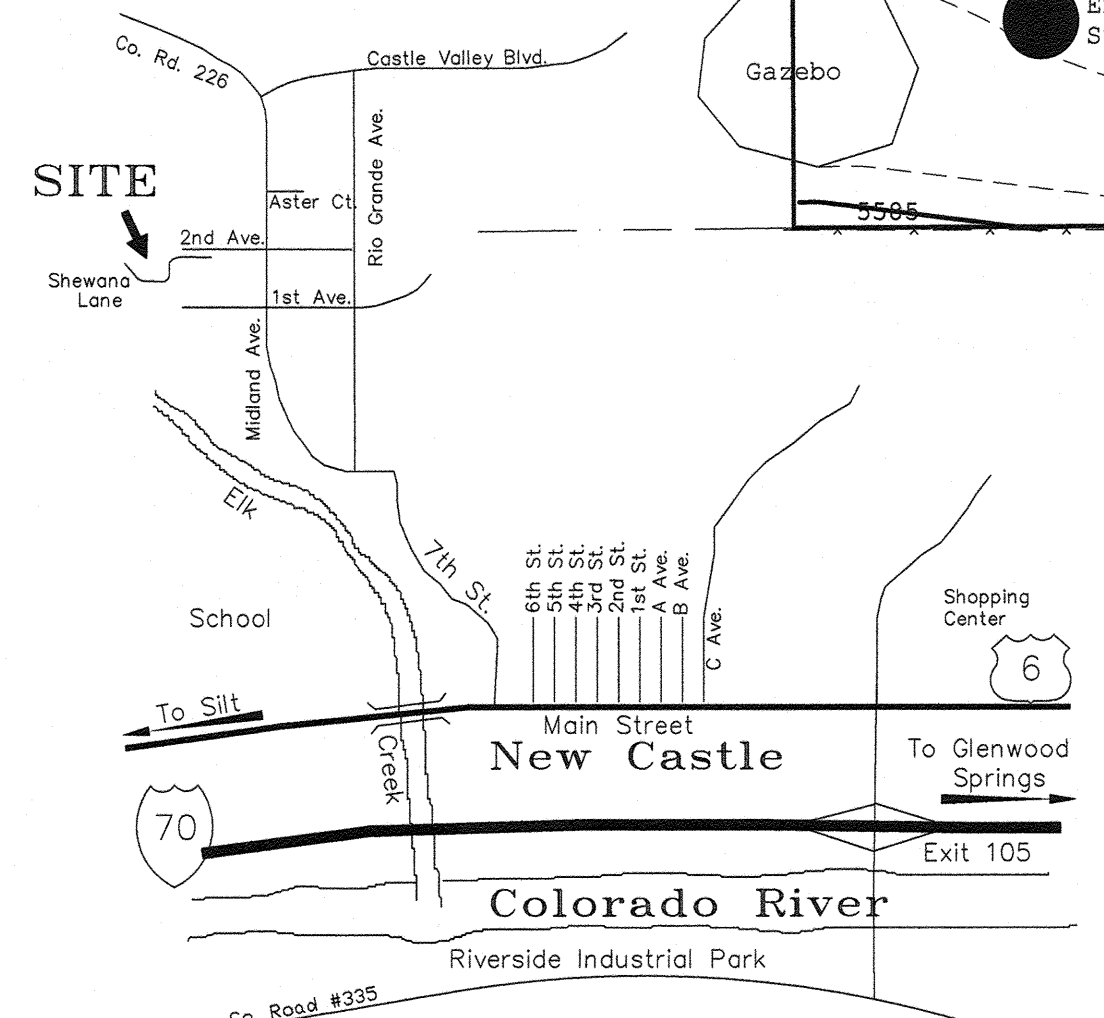 Co. Rd. 226
Castle Valley Blvd.
Gazebo
SITE
Rio Grande Ave.
Aster Ct.
5585
2nd Ave.
Shewana
Lane
1st Ave.
Midland Ave.
Elk
7th St.
6th St.
5th St.
4th St.
3rd St.
2nd St.
1st St.
A Ave.
B Ave.
C Ave.
School
Shopping
Center
6
To Silt
Main Street
New Castle
Creek
To Glenwood
Springs
70
Exit 105
Colorado River
Riverside Industrial Park
Road #335